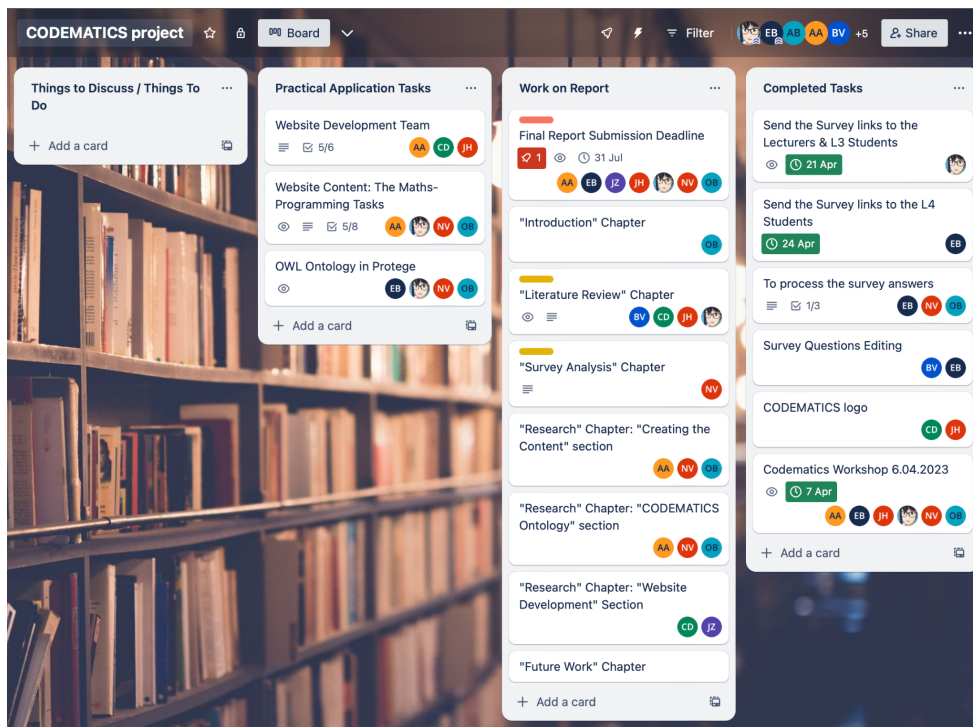 CODEMATICS project
Board
Filter
EB
AB
AA
BV
+5
Share
Things to Discuss / Things To
Do
+ Add a card
Practical Application Tasks
Website Development Team
5/6
AA
CD
JH
Website Content: The Maths-
Programming Tasks
5/8
AA
NV
OB
OWL Ontology in Protege
EB
NV
OB
+ Add a card
Work on Report
Final Report Submission Deadline
1
31 Jul
AA
EB
JZ
JH
NV
OB
"Introduction" Chapter
OB
"Literature Review" Chapter
BV
CD
JH
"Survey Analysis" Chapter
NV
"Research" Chapter: "Creating the
Content" section
AA
NV
OB
"Research" Chapter: "CODEMATICS
Ontology" section
AA
NV
OB
"Research" Chapter: "Website
Development" Section
CD
JZ
"Future Work" Chapter
+ Add a card
Completed Tasks
Send the Survey links to the
Lecturers & L3 Students
21 Apr
Send the Survey links to the L4
Students
24 Apr
EB
To process the survey answers
1/3
EB
NV
OB
Survey Questions Editing
BV
EB
CODEMATICS logo
CD
JH
Codematics Workshop 6.04.2023
7 Apr
AA
EB
JH
NV
OB
+ Add a card